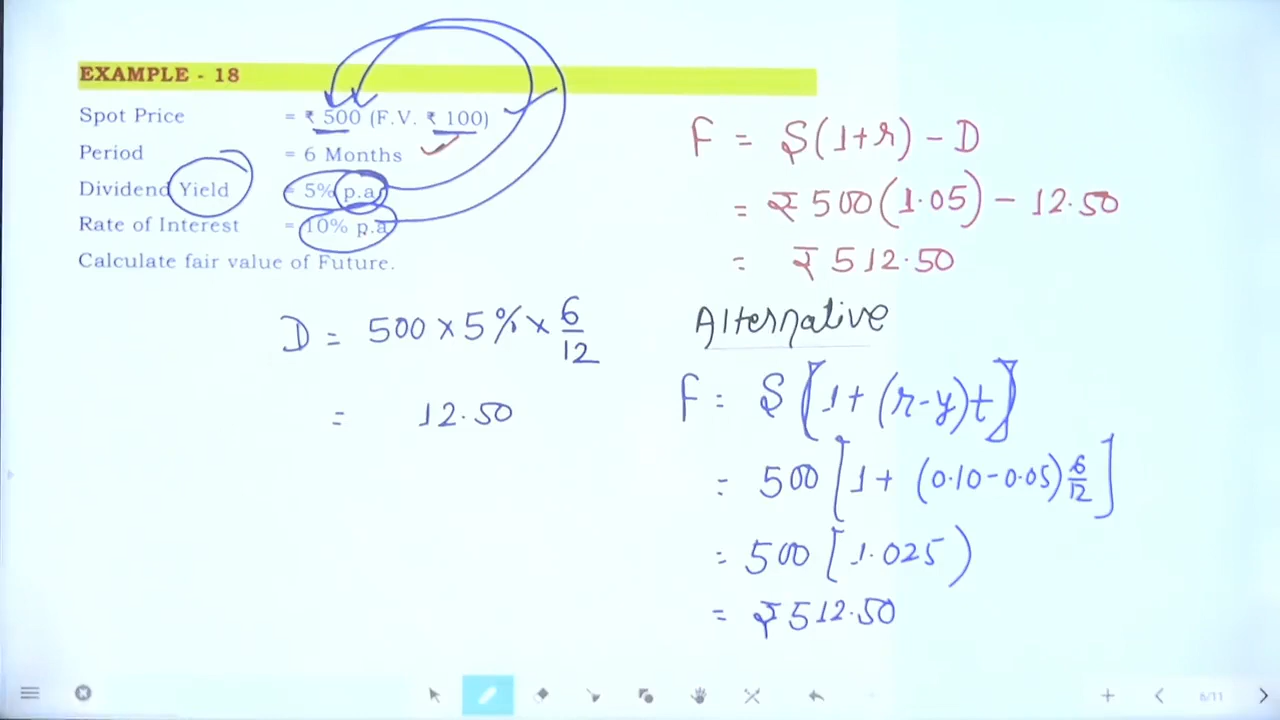 EXAMPLE - 18
Spot Price = ₹ 500 (F.V. ₹ 100)
Period = 6 Months
Dividend Yield = 5% p.a
Rate of Interest = 10% p.a
Calculate fair value of Future.
D = 500 × 5% × 6/12
= 12.50
F = S(1+r) - D
= ₹ 500(1.05) - 12.50
= ₹ 512.50
Alternative
F = S [1 + (r-y)t]
= 500 [1 + (0.10-0.05) 6/12]
= 500 [1.025)
= ₹ 512.50
6/11